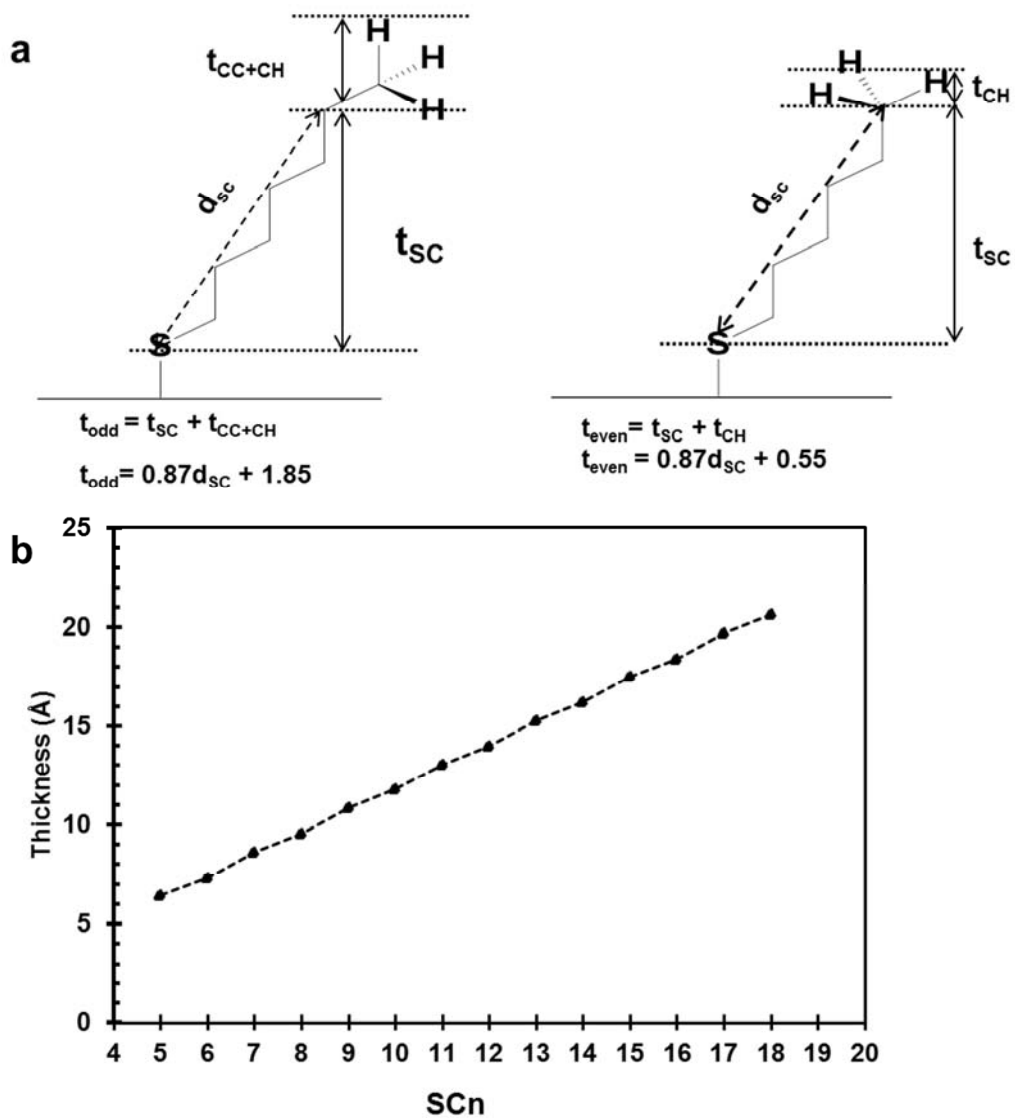 a
t_CC+CH
H
H
H
d_sc
t_SC
S
t_odd = t_SC + t_CC+CH
t_odd= 0.87d_SC + 1.85
H
H
H
t_CH
d_sc
t_SC
S
t_even= t_SC + t_CH
t_even = 0.87d_SC + 0.55
b
Thickness (Å)
25
20
15
10
5
0
4 5 6 7 8 9 10 11 12 13 14 15 16 17 18 19 20
SCn